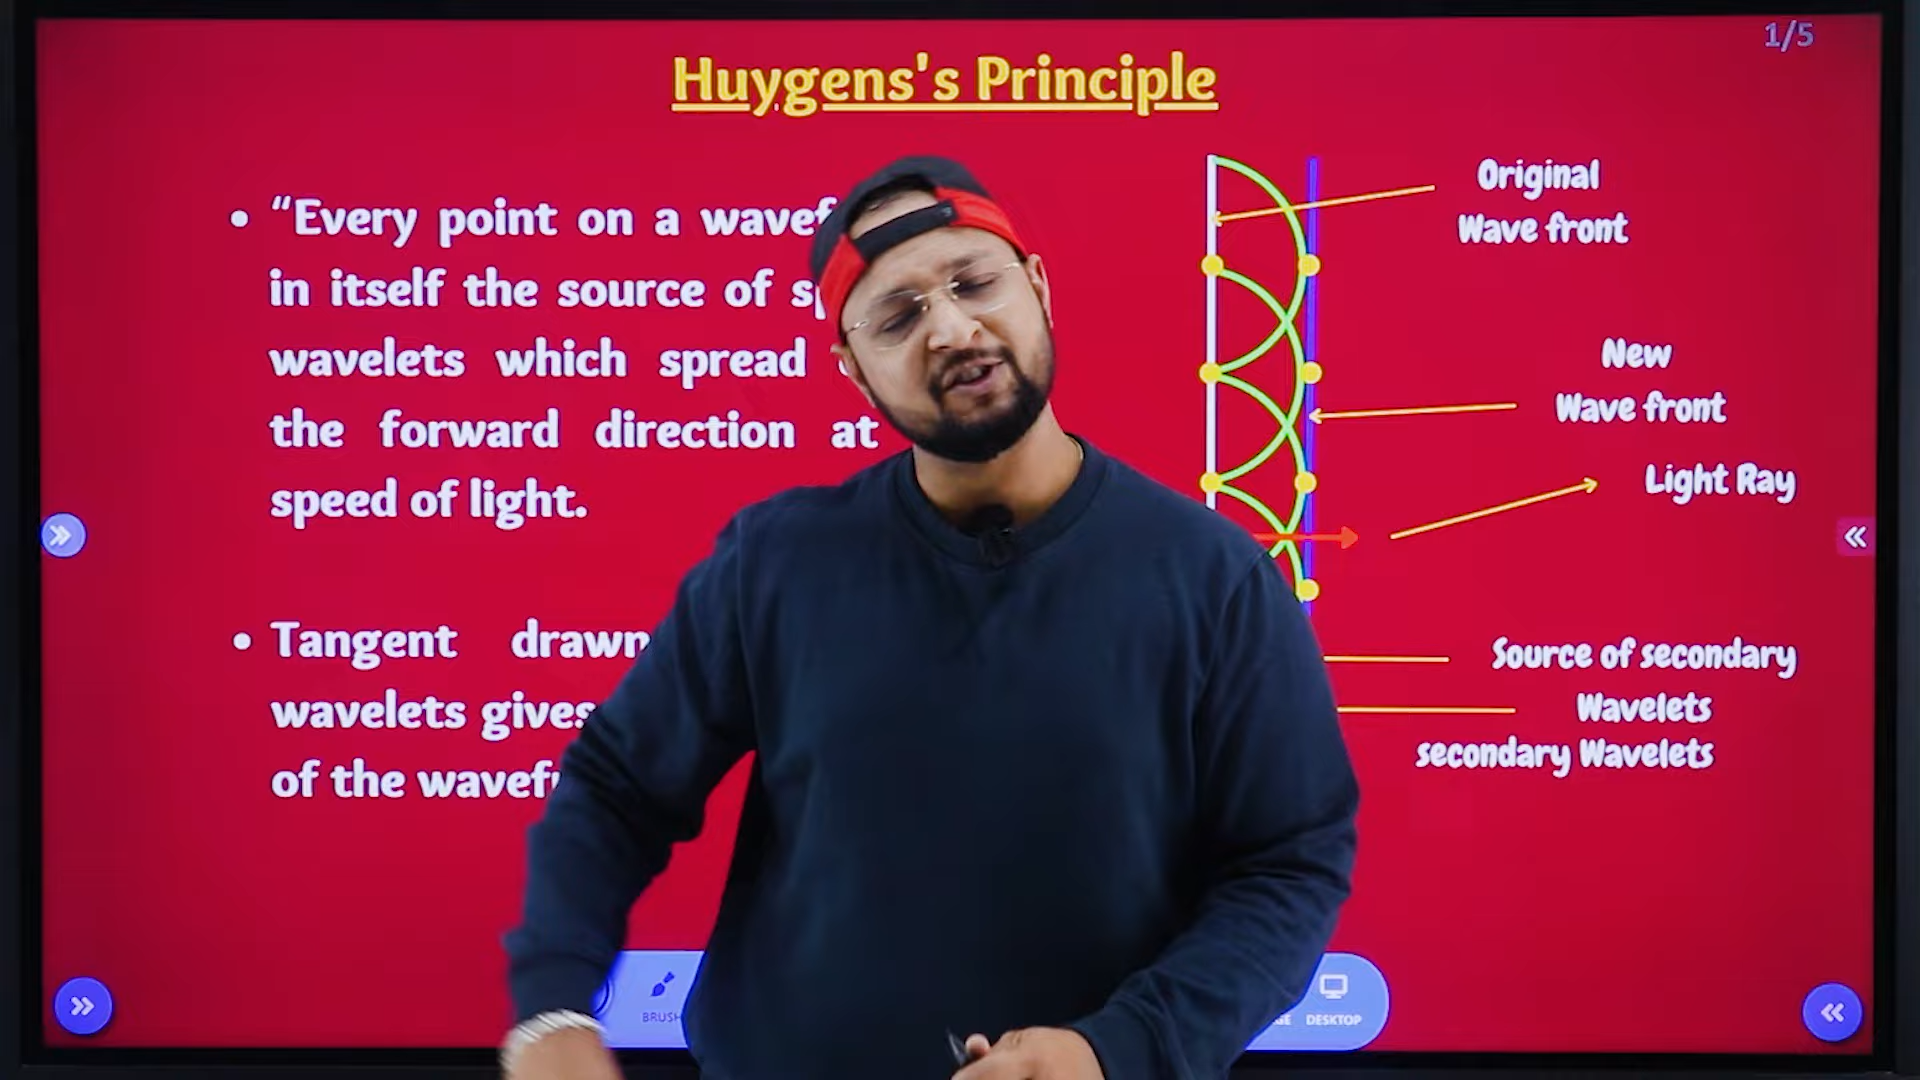 1/5
Huygens's Principle
• “Every point on a
in itself the source of
wavelets which spread
the forward direction at
speed of light.
• Tangent drawn
wavelets gives
of the
Original
Wave front
New
Wave front
Light Ray
Source of secondary
Wavelets
secondary Wavelets
BRUSH
DESKTOP